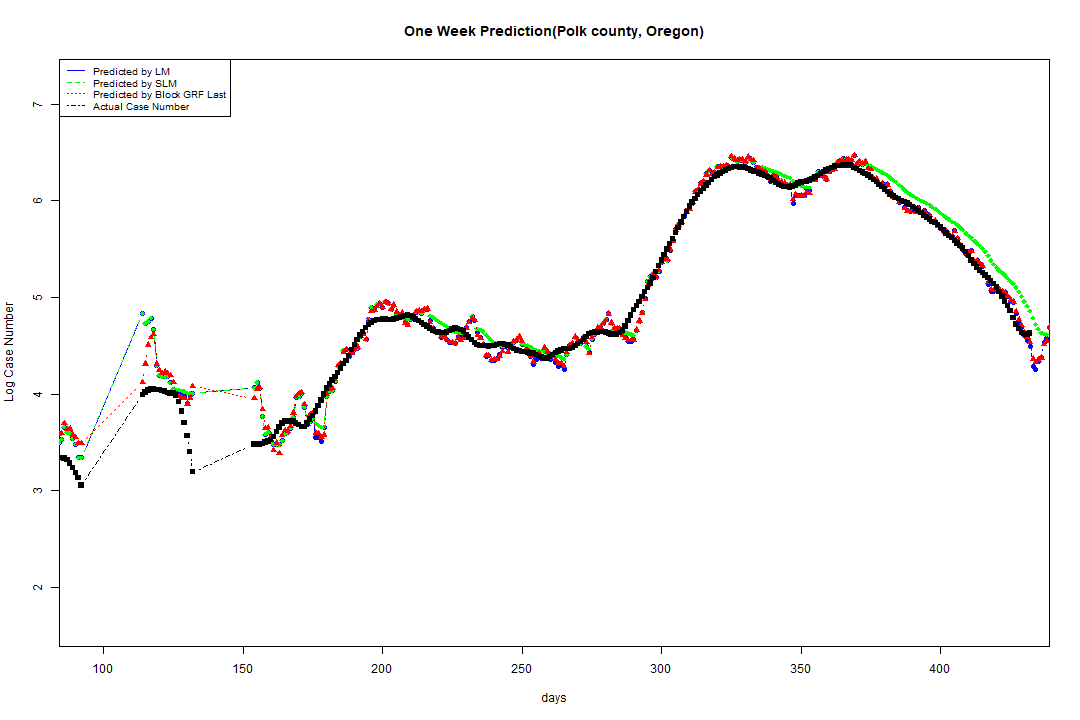 One Week Prediction(Polk county, Oregon)
Predicted by LM
Predicted by SLM
Predicted by Block GRF Last
Actual Case Number
7
6
5
4
3
2
Log Case Number
100 150 200 250 300 350 400
days